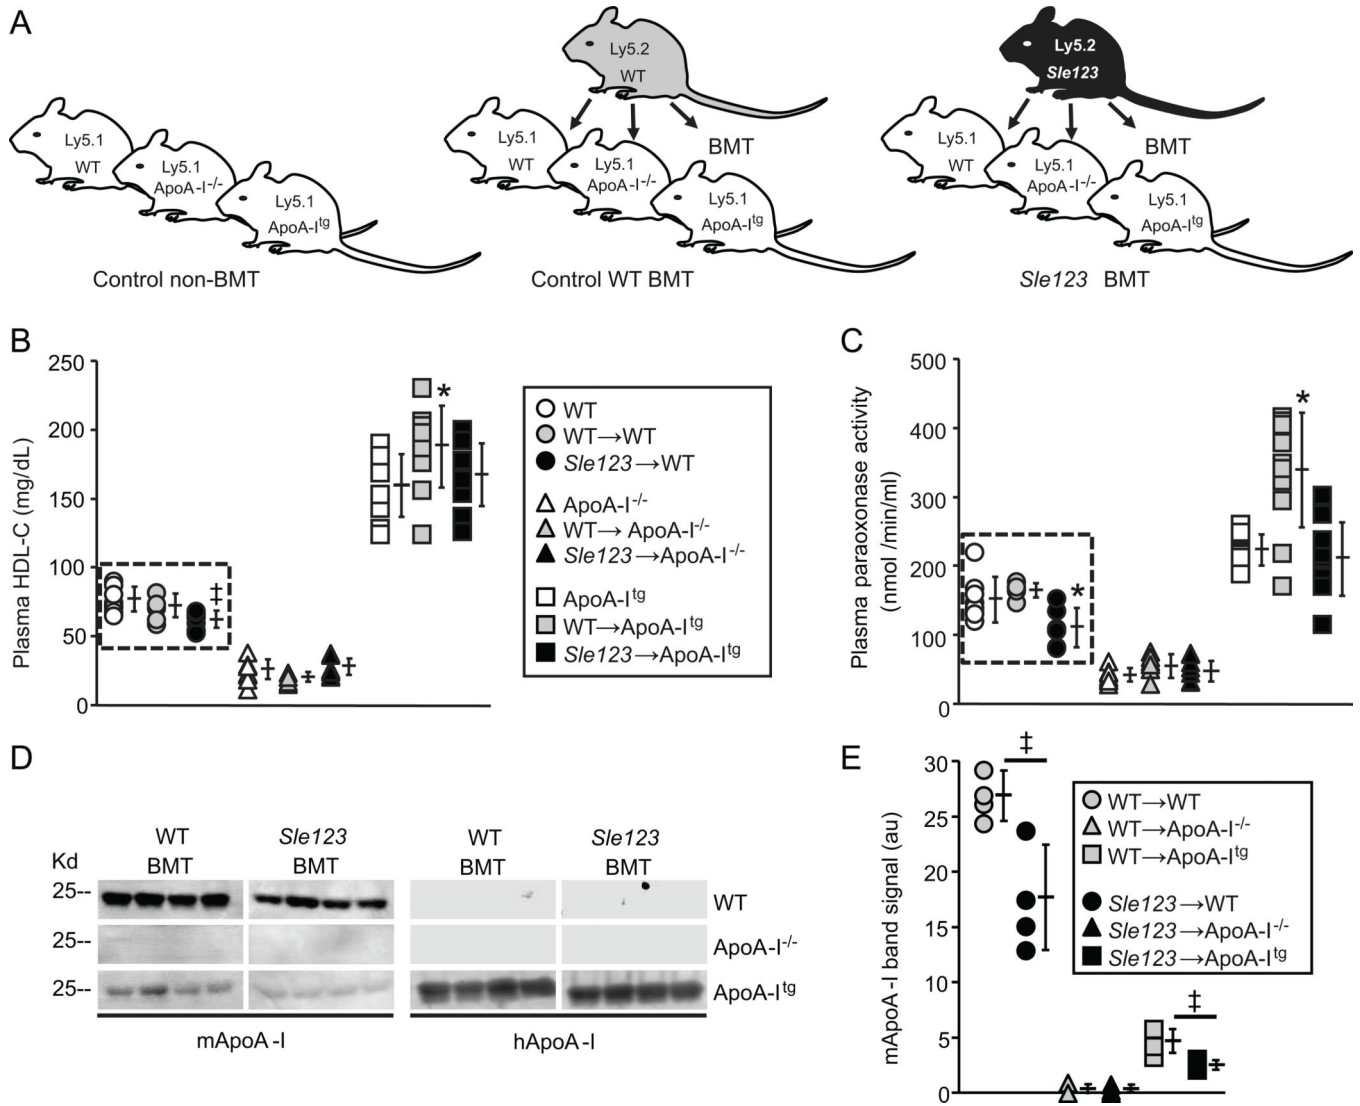 A
Ly5.2
WT
Ly5.2
Sle123
Ly5.1
WT
Ly5.1
ApoA-I-/-
Ly5.1
ApoA-Itg
Control non-BMT
Ly5.1
WT
Ly5.1
ApoA-I-/-
Ly5.1
ApoA-Itg
BMT
Control WT BMT
Ly5.1
WT
Ly5.1
ApoA-I-/-
Ly5.1
ApoA-Itg
BMT
Sle123 BMT
B
Plasma HDL-C (mg/dL)
250
200
150
100
50
0
‡
*
WT
WT→WT
Sle123→WT
ApoA-I-/-
WT→ ApoA-I-/-
Sle123→ApoA-I-/-
ApoA-Itg
WT→ApoA-Itg
Sle123→ApoA-Itg
C
Plasma paraoxonase activity
(nmol /min/ml)
500
400
300
200
100
0
*
*
D
WT
BMT
Sle123
BMT
WT
BMT
Sle123
BMT
Kd
25--
WT
25--
ApoA-I-/-
25--
ApoA-Itg
mApoA-I
hApoA-I
E
mApoA-I band signal (au)
30
25
20
15
10
5
0
‡
‡
WT→WT
WT→ApoA-I-/-
WT→ApoA-Itg
Sle123→WT
Sle123→ApoA-I-/-
Sle123→ApoA-Itg